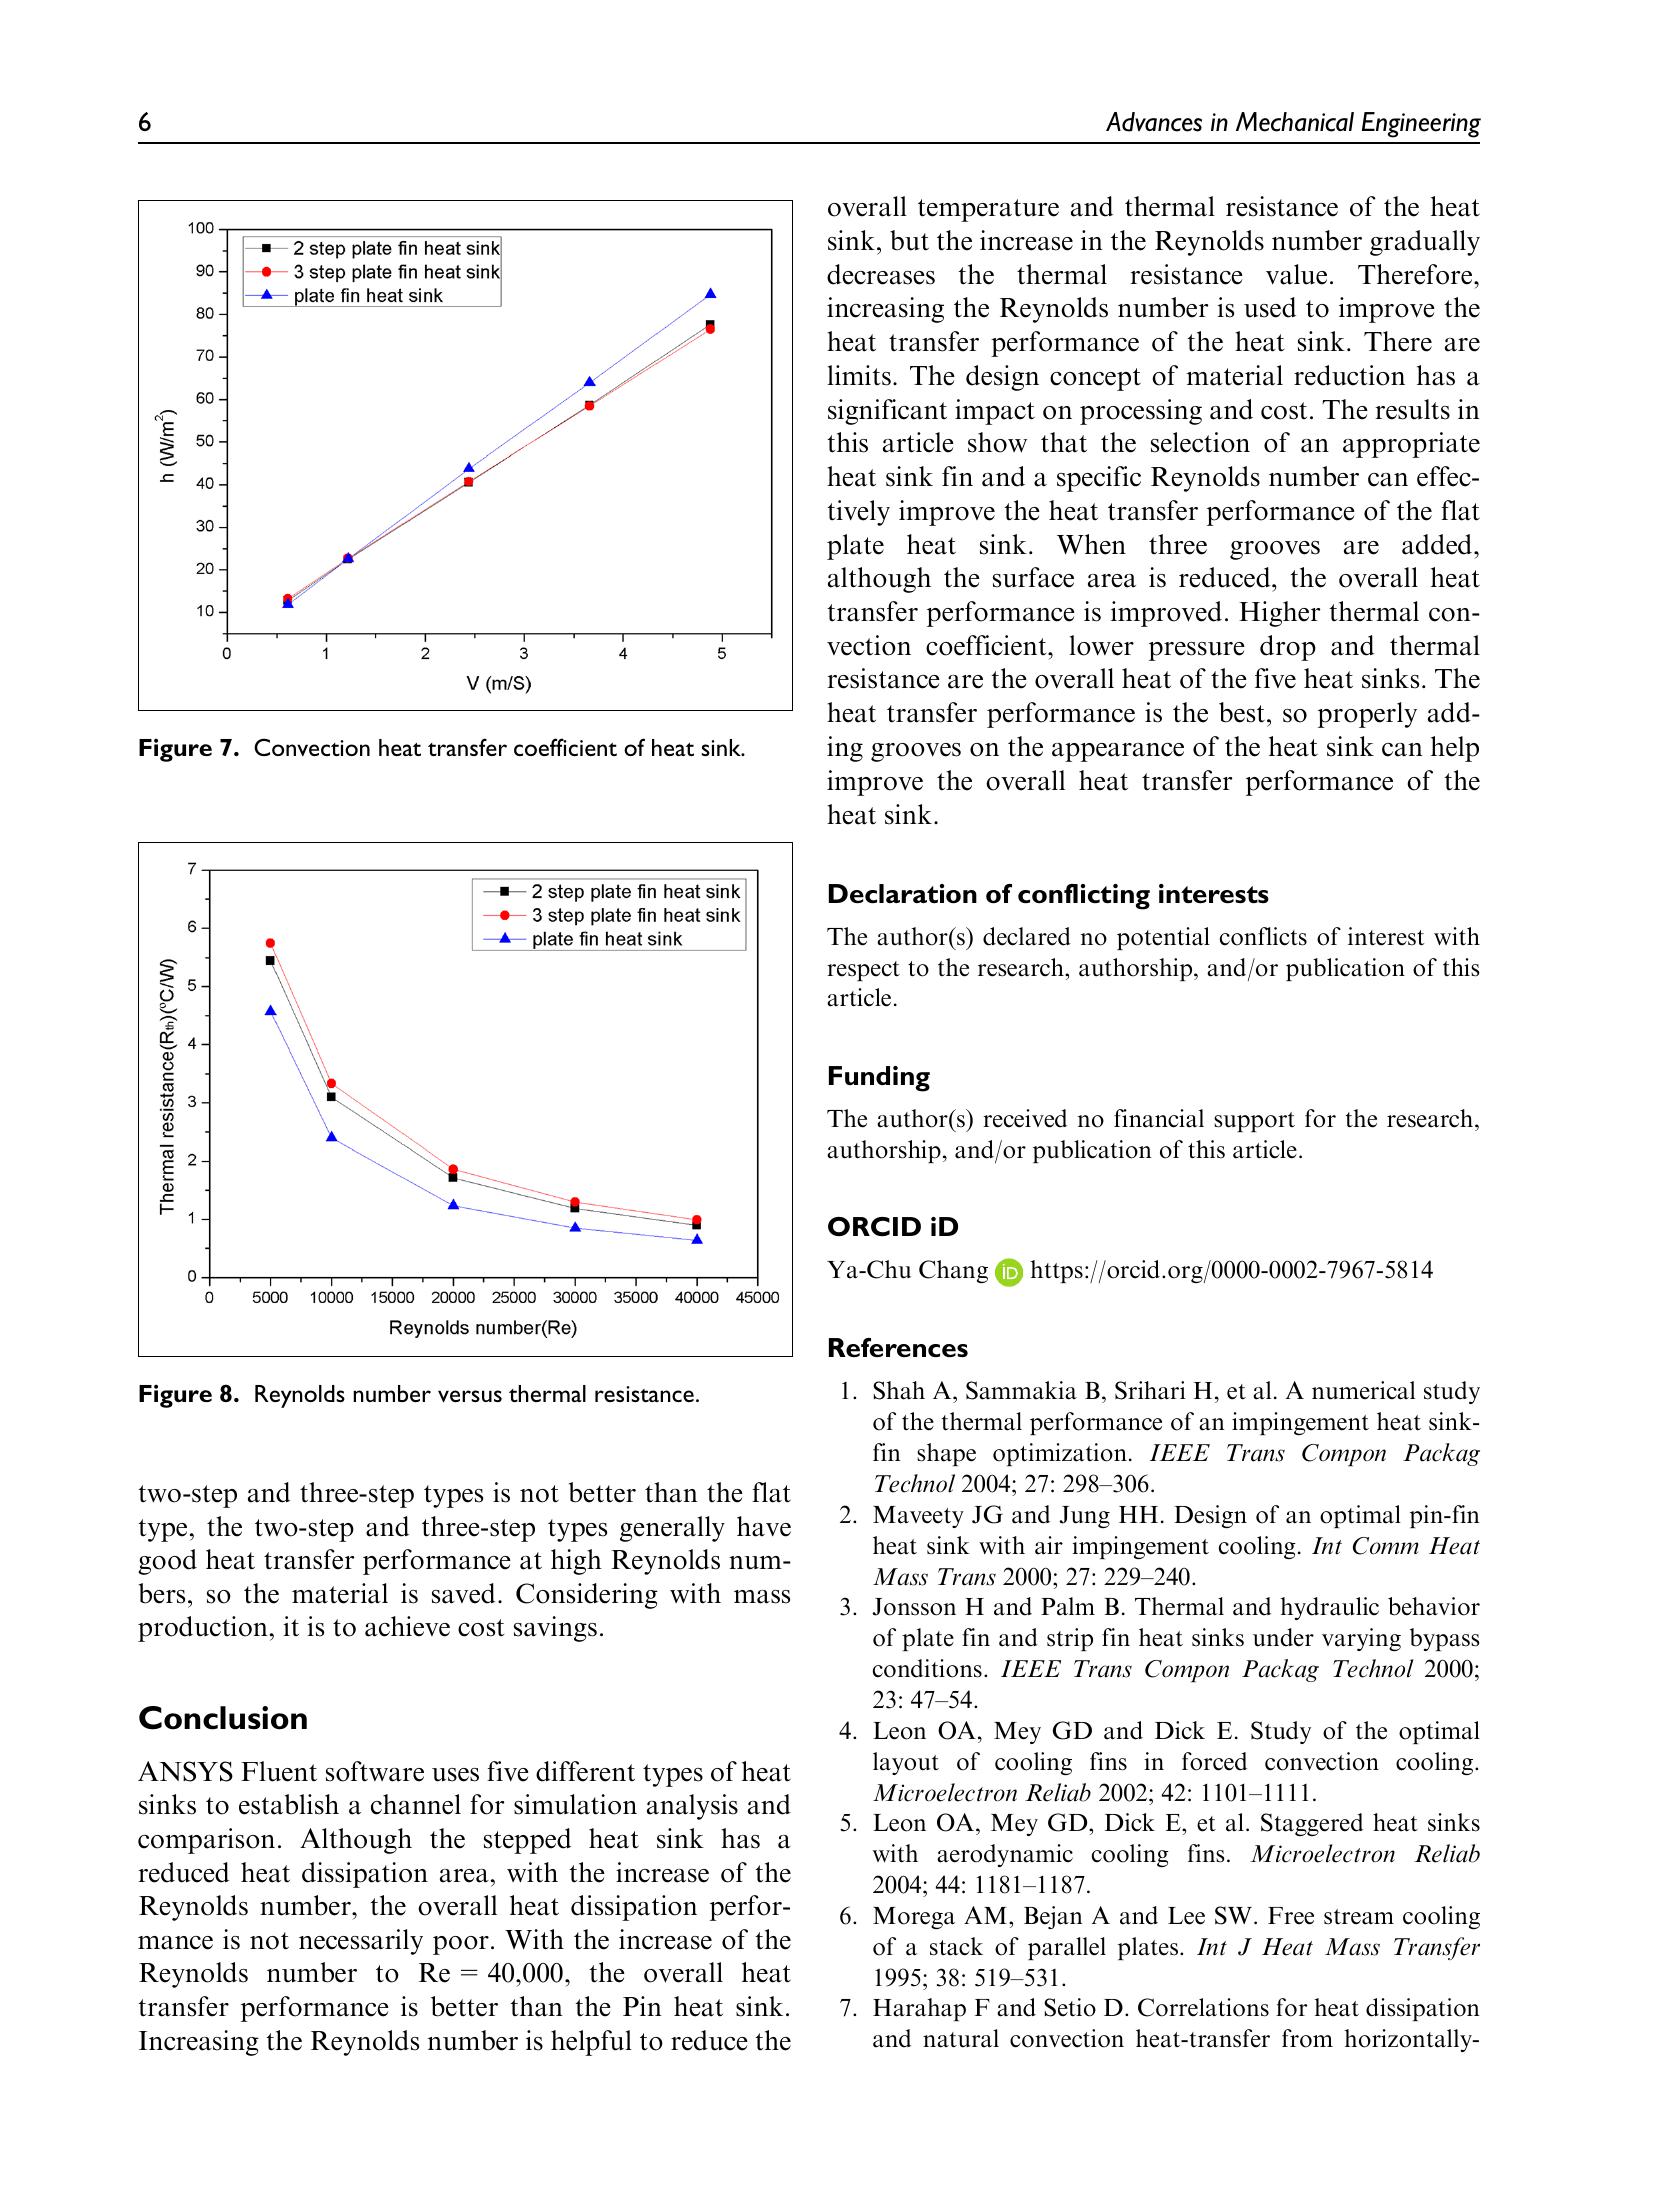 6
Advances in Mechanical Engineering
100
90
80
70
60
50
40
30
20
10
h (W/m²)
2 step plate fin heat sink
3 step plate fin heat sink
plate fin heat sink
0 1 2 3 4 5
V (m/S)
Figure 7. Convection heat transfer coefficient of heat sink.
7
6
5
4
3
2
1
0
Thermal resistance(Rth)(ºC/W)
2 step plate fin heat sink
3 step plate fin heat sink
plate fin heat sink
0 5000 10000 15000 20000 25000 30000 35000 40000 45000
Reynolds number(Re)
Figure 8. Reynolds number versus thermal resistance.
two-step and three-step types is not better than the flat
type, the two-step and three-step types generally have
good heat transfer performance at high Reynolds num-
bers, so the material is saved. Considering with mass
production, it is to achieve cost savings.
Conclusion
ANSYS Fluent software uses five different types of heat
sinks to establish a channel for simulation analysis and
comparison. Although the stepped heat sink has a
reduced heat dissipation area, with the increase of the
Reynolds number, the overall heat dissipation perfor-
mance is not necessarily poor. With the increase of the
Reynolds number to Re = 40,000, the overall heat
transfer performance is better than the Pin heat sink.
Increasing the Reynolds number is helpful to reduce the
overall temperature and thermal resistance of the heat
sink, but the increase in the Reynolds number gradually
decreases the thermal resistance value. Therefore,
increasing the Reynolds number is used to improve the
heat transfer performance of the heat sink. There are
limits. The design concept of material reduction has a
significant impact on processing and cost. The results in
this article show that the selection of an appropriate
heat sink fin and a specific Reynolds number can effec-
tively improve the heat transfer performance of the flat
plate heat sink. When three grooves are added,
although the surface area is reduced, the overall heat
transfer performance is improved. Higher thermal con-
vection coefficient, lower pressure drop and thermal
resistance are the overall heat of the five heat sinks. The
heat transfer performance is the best, so properly add-
ing grooves on the appearance of the heat sink can help
improve the overall heat transfer performance of the
heat sink.
Declaration of conflicting interests
The author(s) declared no potential conflicts of interest with
respect to the research, authorship, and/or publication of this
article.
Funding
The author(s) received no financial support for the research,
authorship, and/or publication of this article.
ORCID iD
Ya-Chu Chang iD https://orcid.org/0000-0002-7967-5814
References
1. Shah A, Sammakia B, Srihari H, et al. A numerical study
of the thermal performance of an impingement heat sink-
fin shape optimization. IEEE Trans Compon Packag
Technol 2004; 27: 298–306.
2. Maveety JG and Jung HH. Design of an optimal pin-fin
heat sink with air impingement cooling. Int Comm Heat
Mass Trans 2000; 27: 229–240.
3. Jonsson H and Palm B. Thermal and hydraulic behavior
of plate fin and strip fin heat sinks under varying bypass
conditions. IEEE Trans Compon Packag Technol 2000;
23: 47–54.
4. Leon OA, Mey GD and Dick E. Study of the optimal
layout of cooling fins in forced convection cooling.
Microelectron Reliab 2002; 42: 1101–1111.
5. Leon OA, Mey GD, Dick E, et al. Staggered heat sinks
with aerodynamic cooling fins. Microelectron Reliab
2004; 44: 1181–1187.
6. Morega AM, Bejan A and Lee SW. Free stream cooling
of a stack of parallel plates. Int J Heat Mass Transfer
1995; 38: 519–531.
7. Harahap F and Setio D. Correlations for heat dissipation
and natural convection heat-transfer from horizontally-